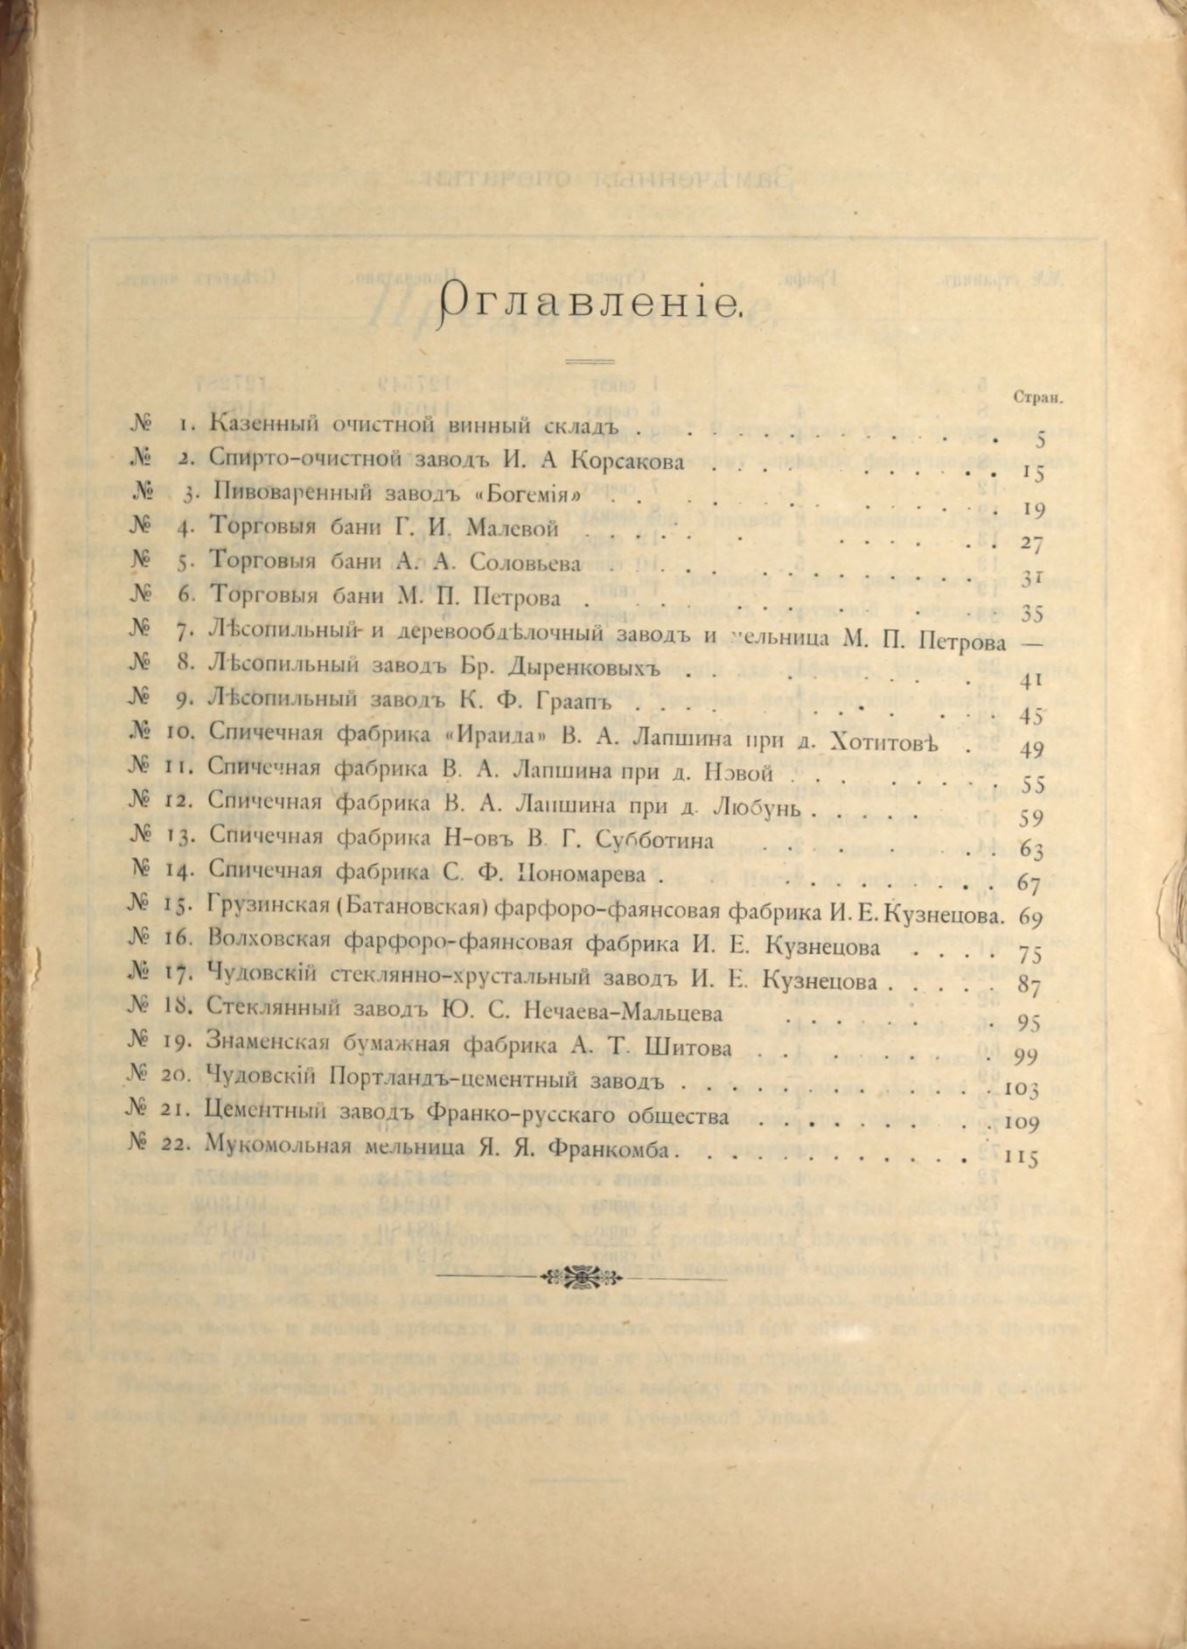 Оглавленіе.
Стран.
№ 1. Казенный очистной винный складъ . . . . . . . . . . . . 5
№ 2. Спирто-очистной заводъ И. А Корсакова . . . . . . . . . . 15
№ 3. Пивоваренный заводъ «Богемія» . . . . . . . . . . . 19
№ 4. Торговыя бани Г. И. Малевой . . . . . . . . . . . . 27
№ 5. Торговыя бани А. А. Соловьева . . . . . . . . . . . . . 31
№ 6. Торговыя бани М. П. Петрова . . . . . . . . . . . 35
№ 7. Лѣсопильный- и деревообдѣлочный заводъ и мельница М. П. Петрова —
№ 8. Лѣсопильный заводъ Бр. Дыренковыхъ . . . . . . . 41
№ 9. Лѣсопильный заводъ К. Ф. Граапъ . . . . . . . . . . . 45
№ 10. Спичечная фабрика «Ираида» В. А. Лапшина при д. Хотитовѣ . 49
№ 11. Спичечная фабрика В. А. Лапшина при д. Новой . . . . . . . . 55
№ 12. Спичечная фабрика В. А. Лапшина при д. Любунь . . . . . 59
№ 13. Спичечная фабрика Н-овъ В. Г. Субботина . . . . . . 63
№ 14. Спичечная фабрика С. Ф. Пономарева . . . . . . . . . . 67
№ 15. Грузинская (Батановская) фарфоро-фаянсовая фабрика И. Е. Кузнецова. 69
№ 16. Волховская фарфоро-фаянсовая фабрика И. Е. Кузнецова . . . . 75
№ 17. Чудовскій стеклянно-хрустальный заводъ И. Е. Кузнецова . . . . . 87
№ 18. Стеклянный заводъ Ю. С. Нечаева-Мальцева . . . . . . 95
№ 19. Знаменская бумажная фабрика А. Т. Шитова . . . . . . . 99
№ 20. Чудовскій Портландъ-цементный заводъ . . . . . . . . . . . . . 103
№ 21. Цементный заводъ Франко-русскаго общества . . . . . . . . . 109
№ 22. Мукомольная мельница Я. Я. Франкомба . . . . . . . . . . . 115